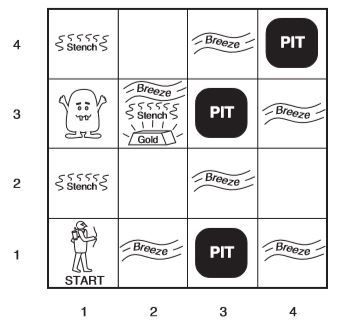 4
Stench
Breeze
PIT
3
Breeze
Stench
Gold
PIT
Breeze
2
Stench
Breeze
1
START
Breeze
PIT
Breeze
1 2 3 4